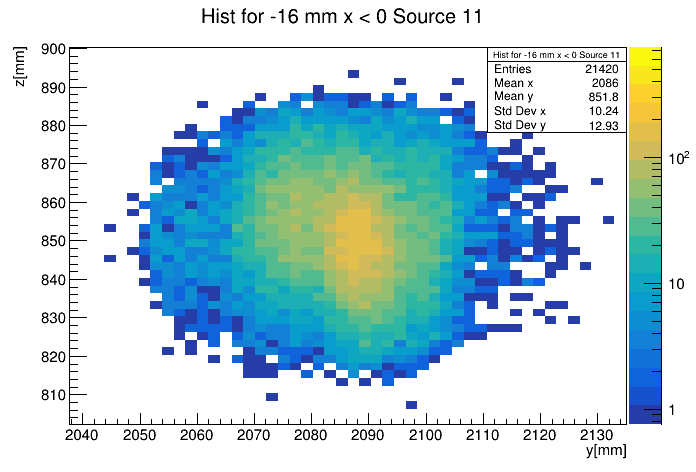 Hist for -16 mm x < 0 Source 11
z[mm]
900
890
880
870
860
850
840
830
820
810
Hist for -16 mm x < 0 Source 11
Entries 21420
Mean x 2086
Mean y 851.8
Std Dev x 10.24
Std Dev y 12.93
10²
10
1
2040 2050 2060 2070 2080 2090 2100 2110 2120 2130
y[mm]